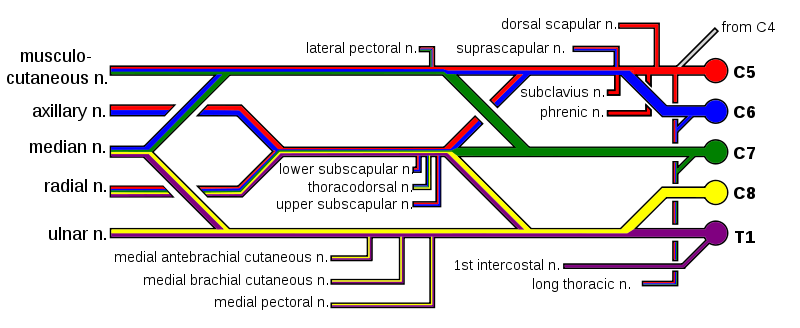 dorsal scapular n.
from C4
lateral pectoral n.
suprascapular n.
musculo-
cutaneous n.
C5
subclavius n.
axillary n.
phrenic n.
C6
median n.
C7
lower subscapular n.
thoracodorsal n.
radial n.
upper subscapular n.
C8
ulnar n.
T1
medial antebrachial cutaneous n.
1st intercostal n.
medial brachial cutaneous n.
long thoracic n.
medial pectoral n.